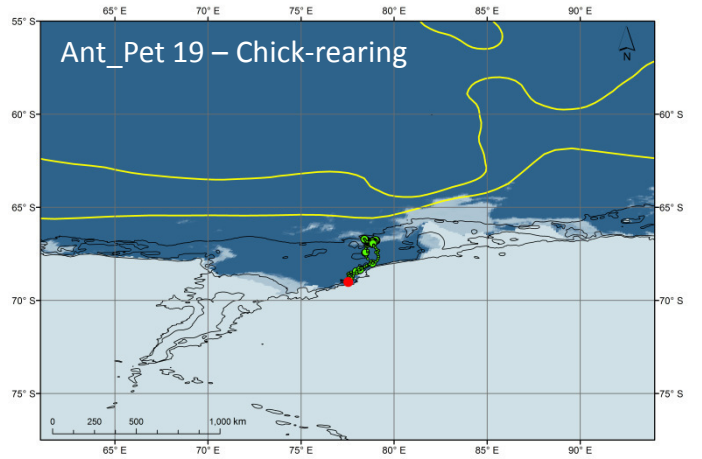 65° E 70° E 75° E 80° E 85° E 90° E
55° S
Ant_Pet 19 – Chick-rearing
N
60° S 60° S
65° S 65° S
70° S 70° S
75° S 75° S
0 250 500 1,000 km
65° E 70° E 75° E 80° E 85° E 90° E